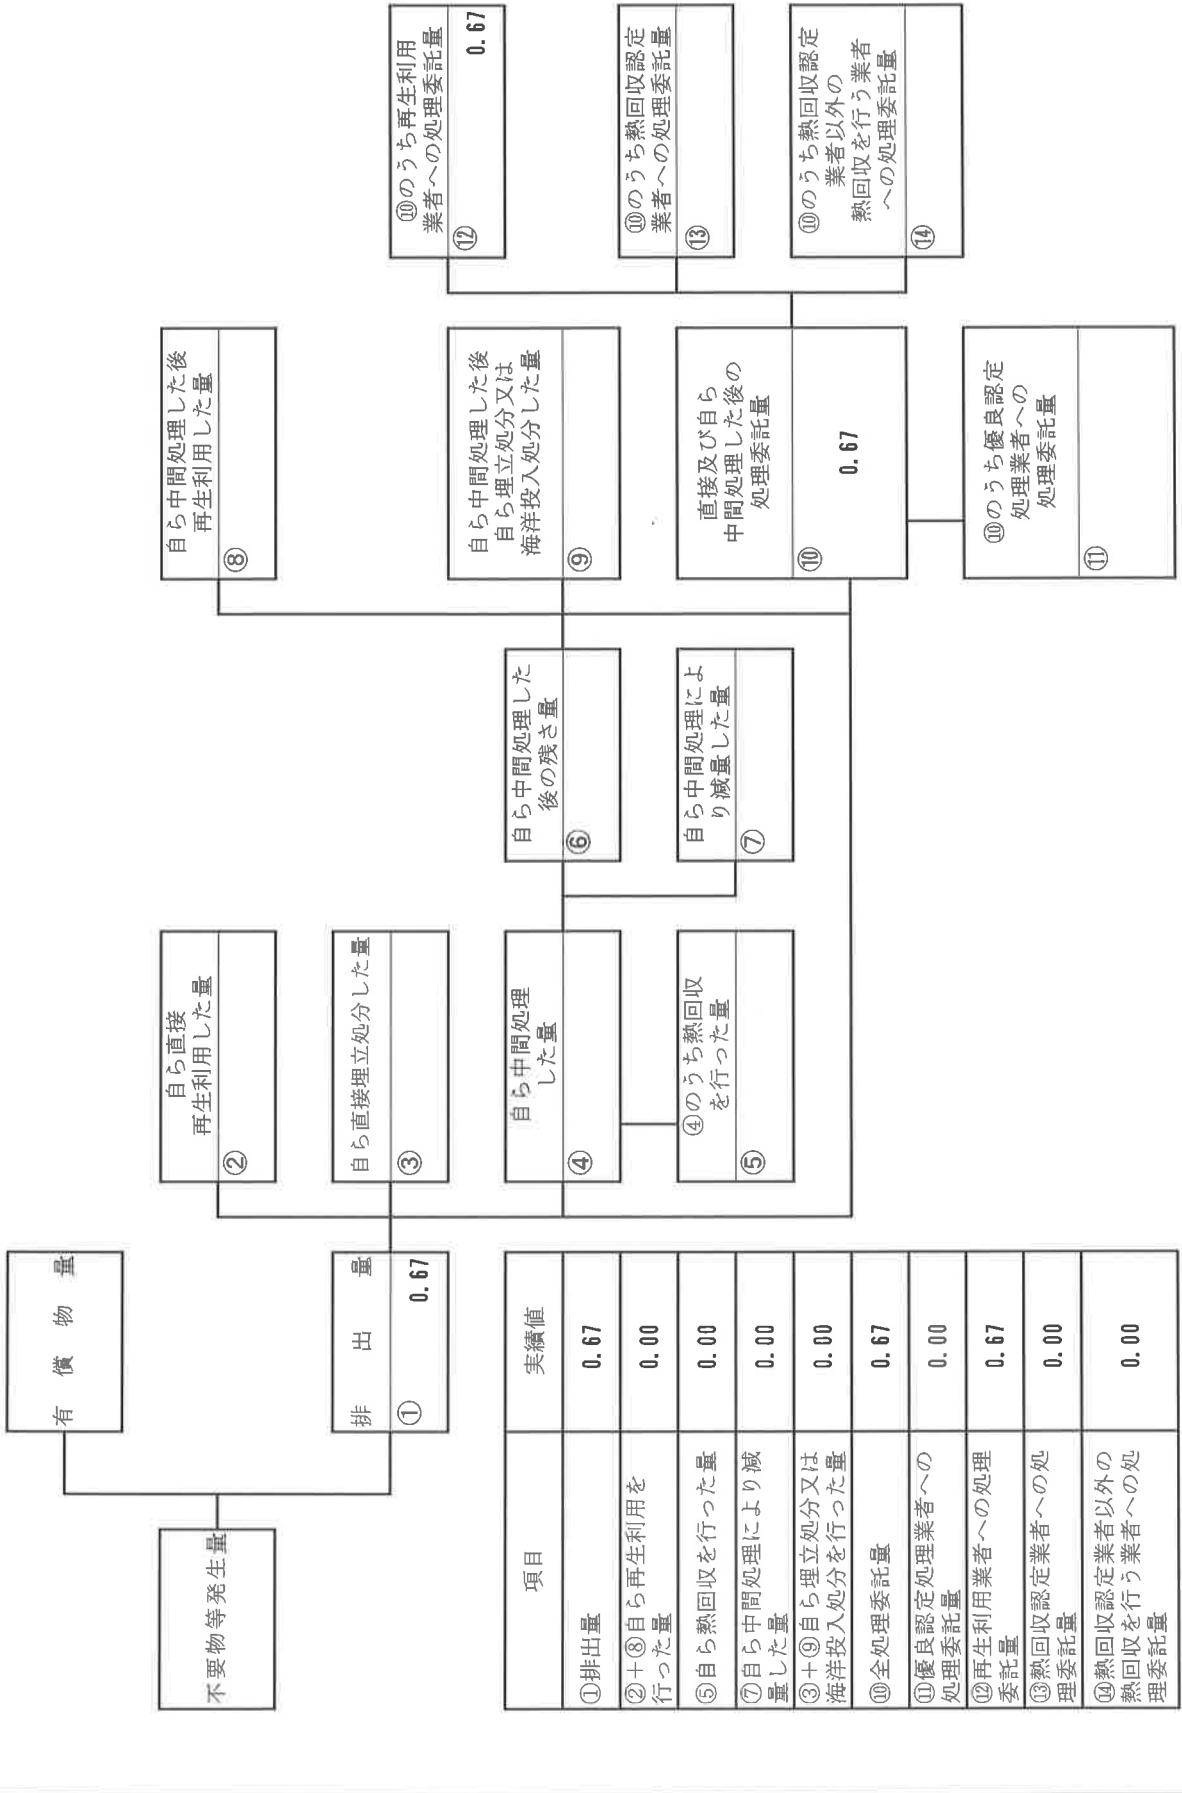 不要物等発生量
有償物量
排出量
①
0.67
自ら直接
再生利用した量
②
自ら直接埋立処分した量
③
自ら中間処理
した量
④
④のうち熱回収
を行った量
⑤
自ら中間処理した
後の残さ量
⑥
自ら中間処理によ
り減量した量
⑦
自ら中間処理した後
再生利用した量
⑧
自ら中間処理した後
自ら埋立処分又は
海洋投入処分した量
⑨
直接及び自ら
中間処理した後の
処理委託量
⑩
0.67
⑩のうち優良認定
処理業者への
処理委託量
⑪
⑩のうち再生利用
業者への処理委託量
⑫
0.67
⑩のうち熱回収認定
業者への処理委託量
⑬
⑩のうち熱回収認定
業者以外の
熱回収を行う業者
への処理委託量
⑭
項目 実績値
①排出量 0.67
②+⑧自ら再生利用を
行った量 0.00
⑤自ら熱回収を行った量 0.00
⑦自ら中間処理により減
量した量 0.00
③+⑨自ら埋立処分又は
海洋投入処分を行った量 0.00
⑩全処理委託量 0.67
⑪優良認定処理業者への
処理委託量 0.00
⑫再生利用業者への処理
委託量 0.67
⑬熱回収認定業者への処
理委託量 0.00
⑭熱回収認定業者以外の
熱回収を行う業者への処
理委託量 0.00